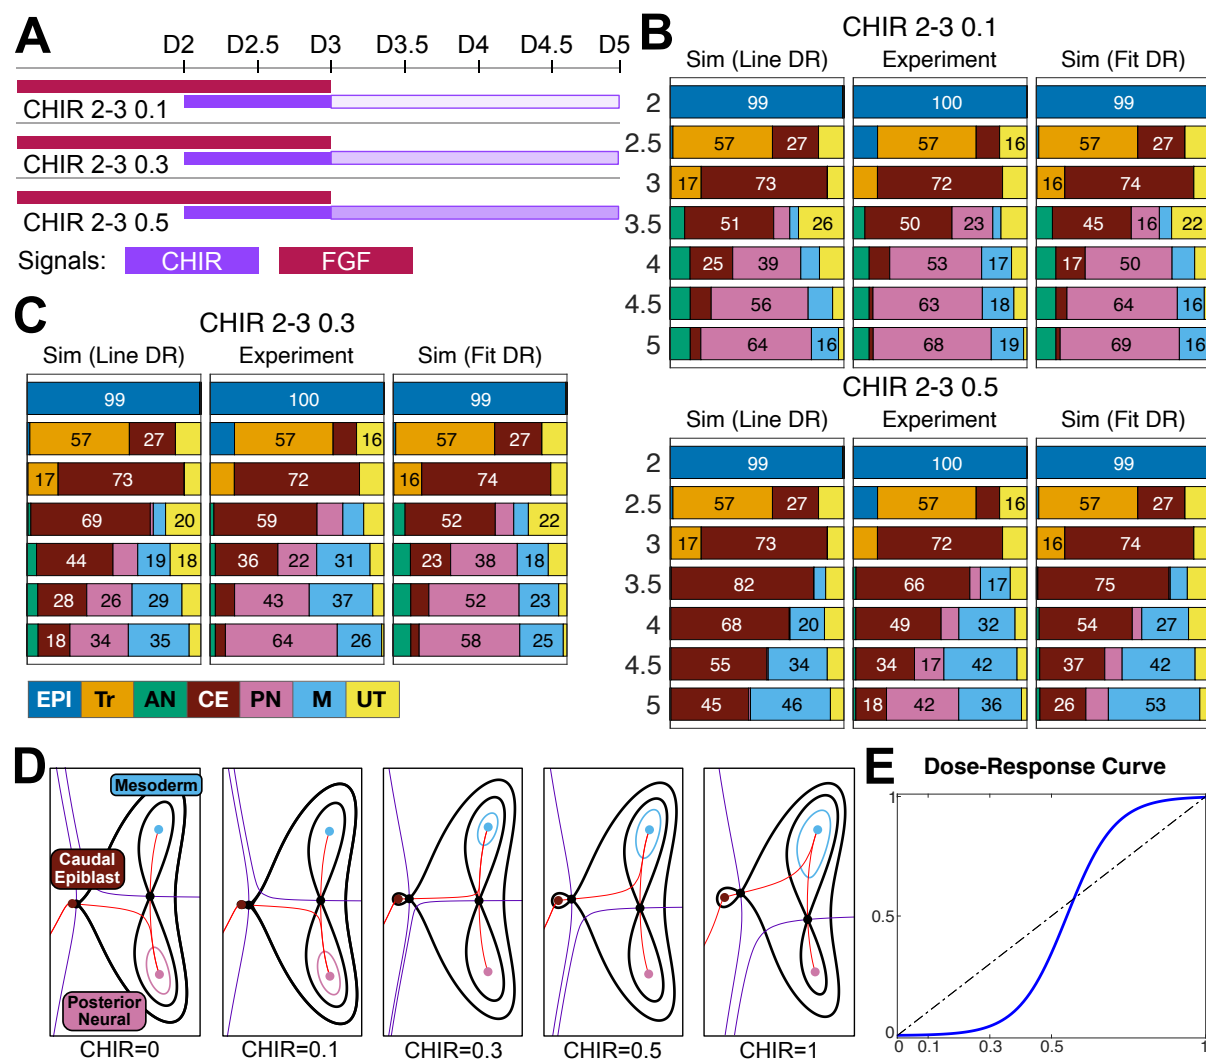 A
D2 D2.5 D3 D3.5 D4 D4.5 D5
CHIR 2-3 0.1
CHIR 2-3 0.3
CHIR 2-3 0.5
Signals: CHIR FGF
B
CHIR 2-3 0.1
Sim (Line DR) Experiment Sim (Fit DR)
2 99 100 99
2.5 57 27 57 16 57 27
3 17 73 72 16 74
3.5 51 26 50 23 45 16 22
4 25 39 53 17 17 50
4.5 56 63 18 64 16
5 64 16 68 19 69 16
CHIR 2-3 0.5
Sim (Line DR) Experiment Sim (Fit DR)
2 99 100 99
2.5 57 27 57 16 57 27
3 17 73 72 16 74
3.5 82 66 17 75
4 68 20 49 32 54 27
4.5 55 34 34 17 42 37 42
5 45 46 18 42 36 26 53
C
CHIR 2-3 0.3
Sim (Line DR) Experiment Sim (Fit DR)
99 100 99
57 27 57 16 57 27
17 73 72 16 74
69 20 59 52 22
44 19 18 36 22 31 23 38 18
28 26 29 43 37 52 23
18 34 35 64 26 58 25
EPI Tr AN CE PN M UT
D
Mesoderm
Caudal
Epiblast
Posterior
Neural
CHIR=0 CHIR=0.1 CHIR=0.3 CHIR=0.5 CHIR=1
E
Dose-Response Curve
1
0.5
0
0 0.1 0.3 0.5 1